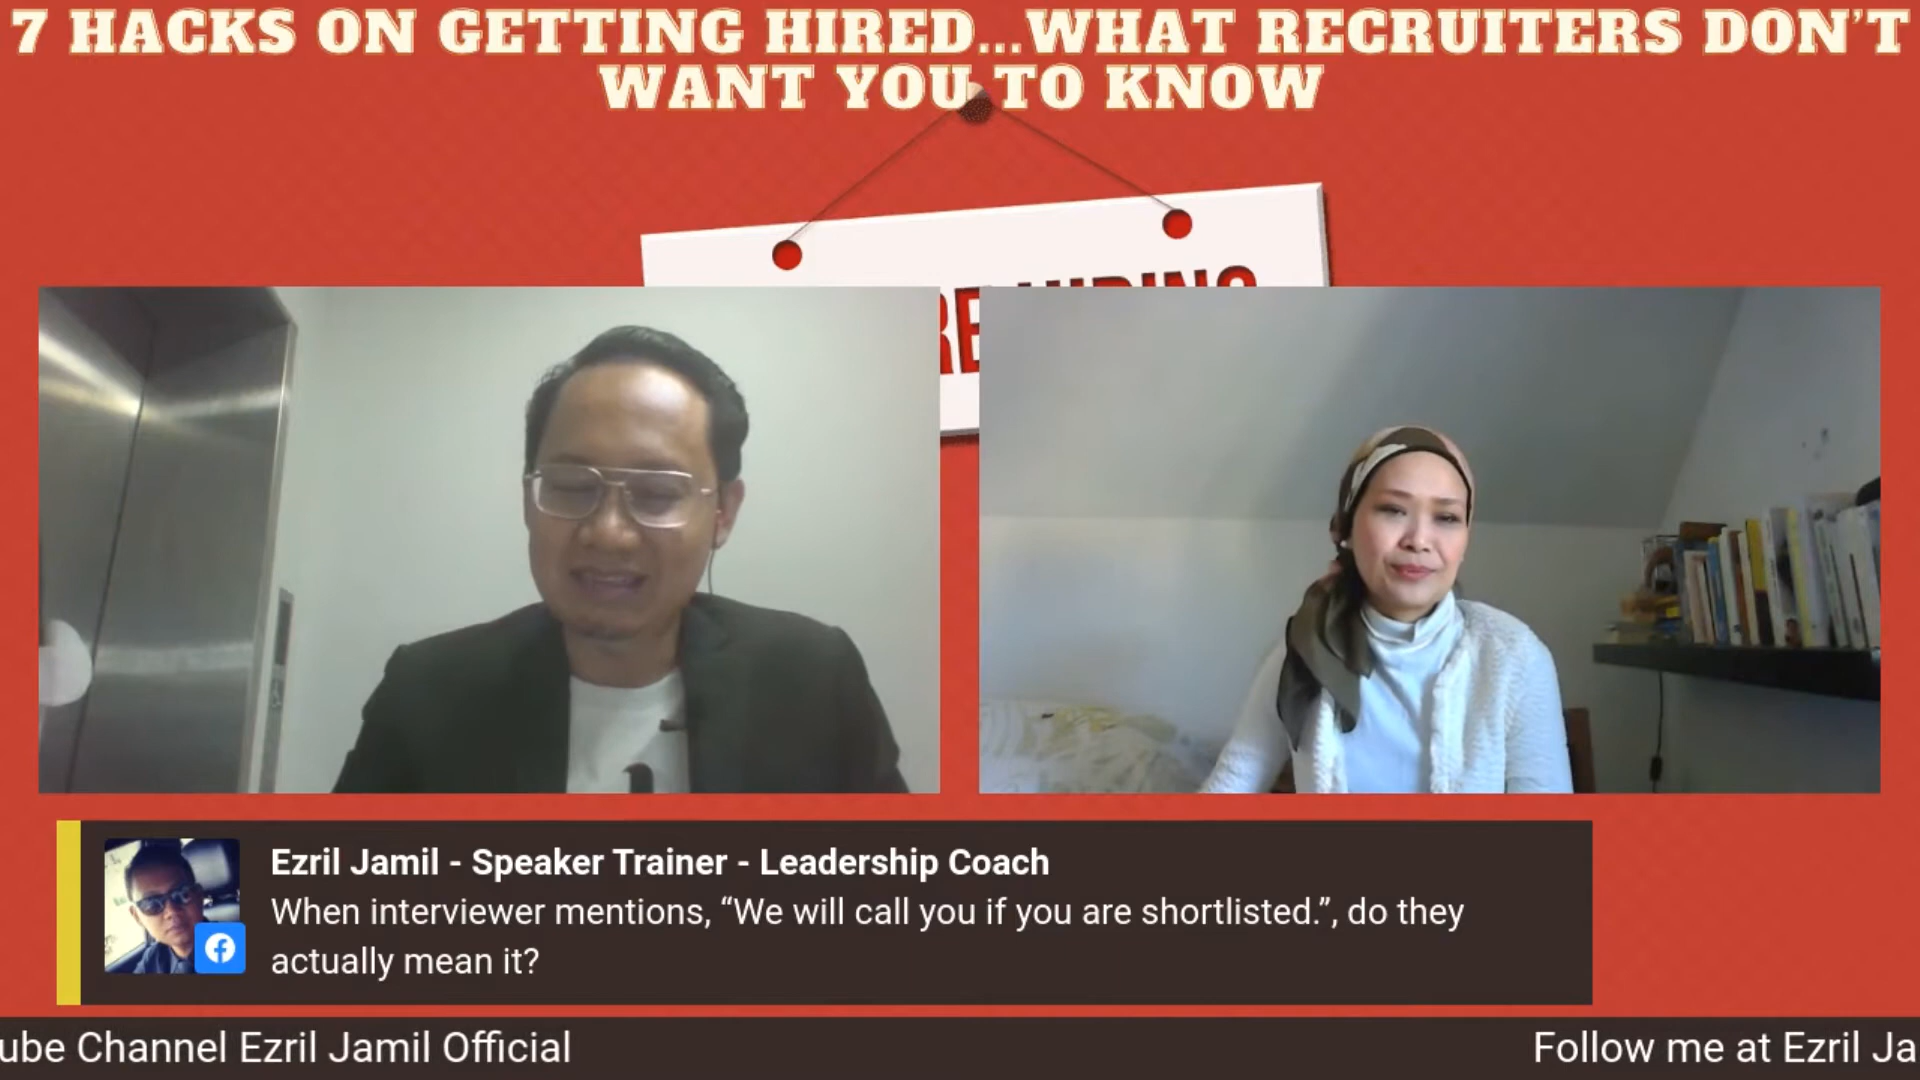 7 HACKS ON GETTING HIRED...WHAT RECRUITERS DON'T
WANT YOU TO KNOW
RE HIRING
Ezril Jamil - Speaker Trainer - Leadership Coach
When interviewer mentions, “We will call you if you are shortlisted.”, do they
actually mean it?
ube Channel Ezril Jamil Official
Follow me at Ezril Ja